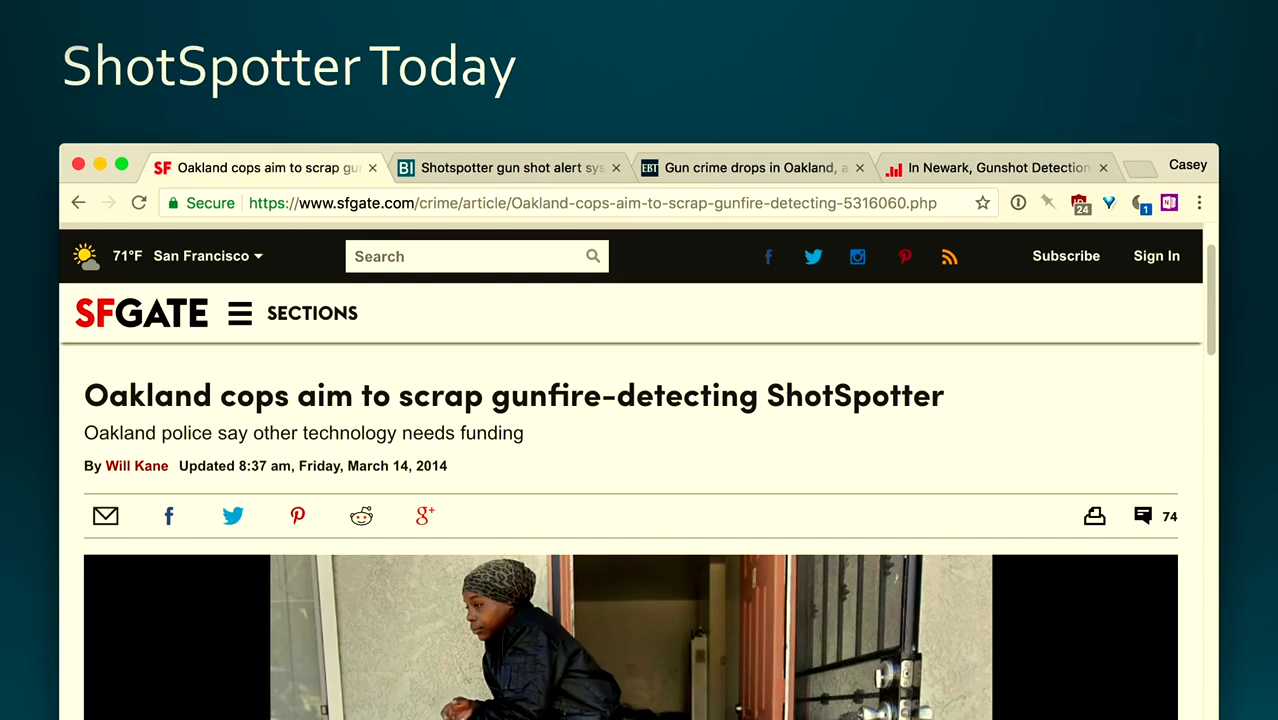 ShotSpotter Today
Oakland cops aim to scrap gu
Shotspotter gun shot alert sys
Gun crime drops in Oakland, a
In Newark, Gunshot Detection
Casey
Secure
https://www.sfgate.com/crime/article/Oakland-cops-aim-to-scrap-gunfire-detecting-5316060.php
24
1
71°F San Francisco
Search
Subscribe
Sign In
SFGATE
SECTIONS
Oakland cops aim to scrap gunfire-detecting ShotSpotter
Oakland police say other technology needs funding
By Will Kane Updated 8:37 am, Friday, March 14, 2014
74